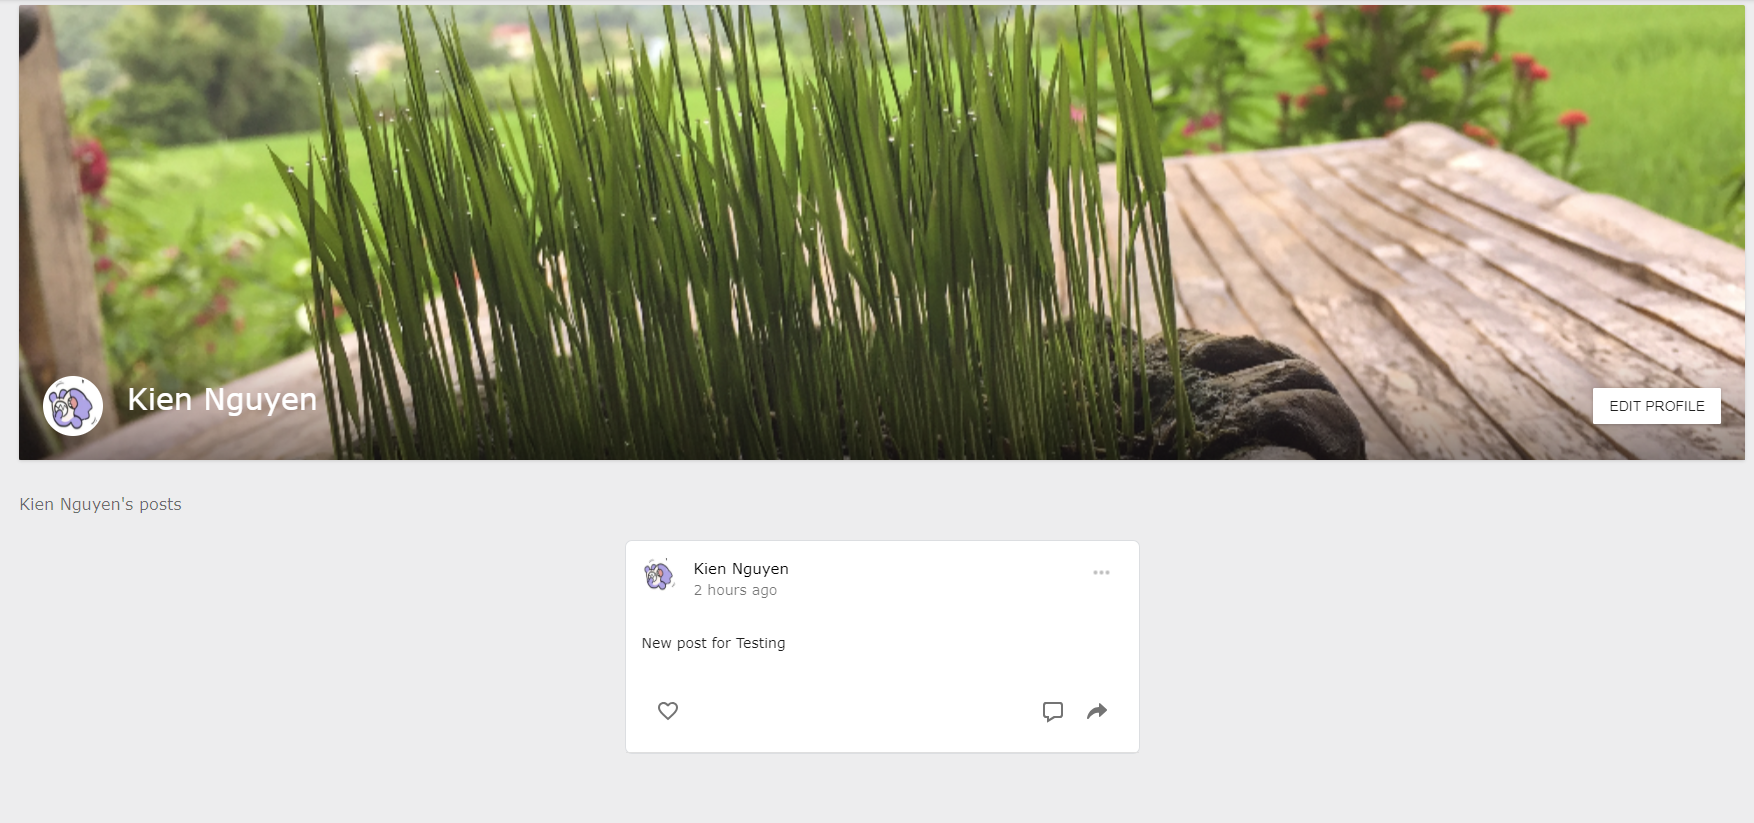 Kien Nguyen
EDIT PROFILE
Kien Nguyen's posts
Kien Nguyen
2 hours ago
New post for Testing